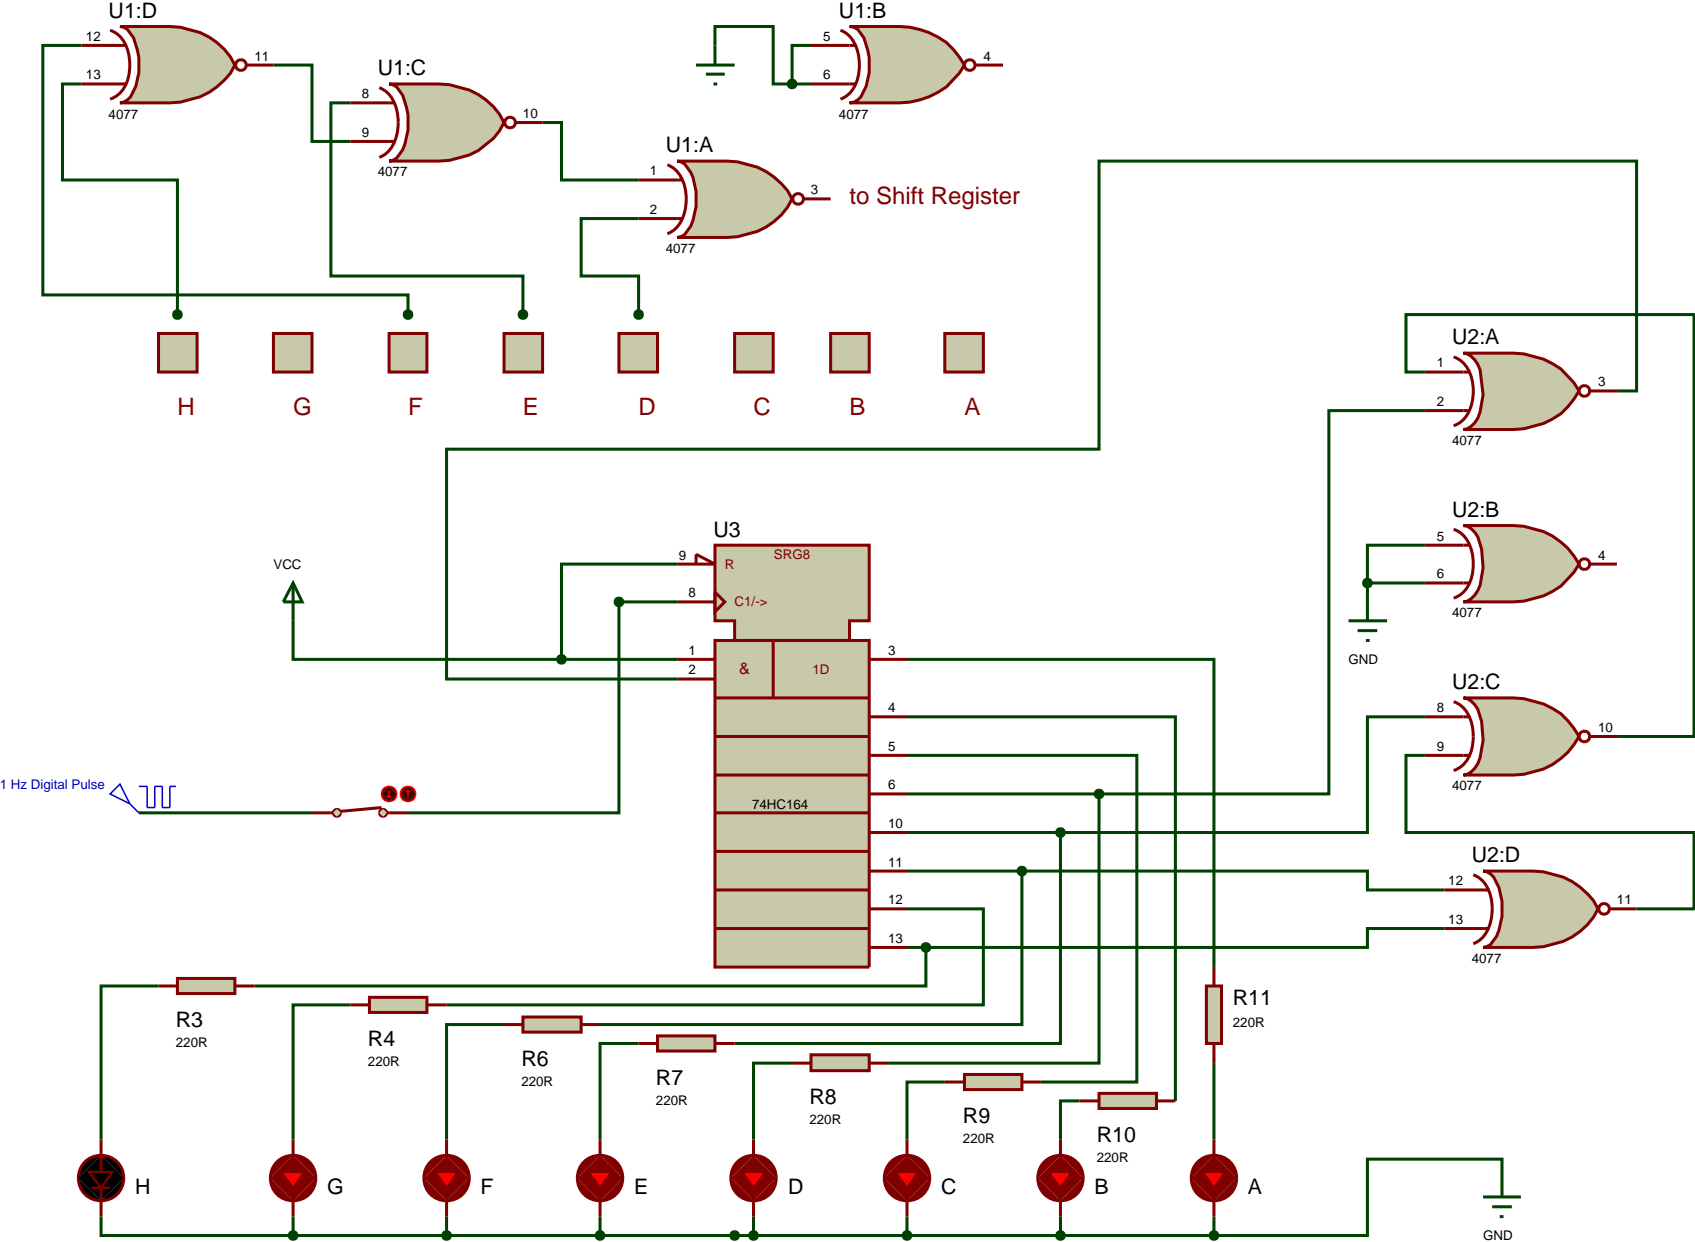 U1:D
12
13
11
4077
U1:C
8
9
10
4077
U1:B
5
6
4
4077
U1:A
1
2
3
4077
to Shift Register
H
G
F
E
D
C
B
A
U2:A
1
2
3
4077
U2:B
5
6
4
4077
GND
U2:C
8
9
10
4077
U2:D
12
13
11
4077
VCC
U3
SRG8
9
R
8
C1/->
1
2
&
1D
3
4
5
6
10
11
12
13
74HC164
1 Hz Digital Pulse
R3
220R
R4
220R
R6
220R
R7
220R
R8
220R
R9
220R
R10
220R
R11
220R
H
G
F
E
D
C
B
A
GND